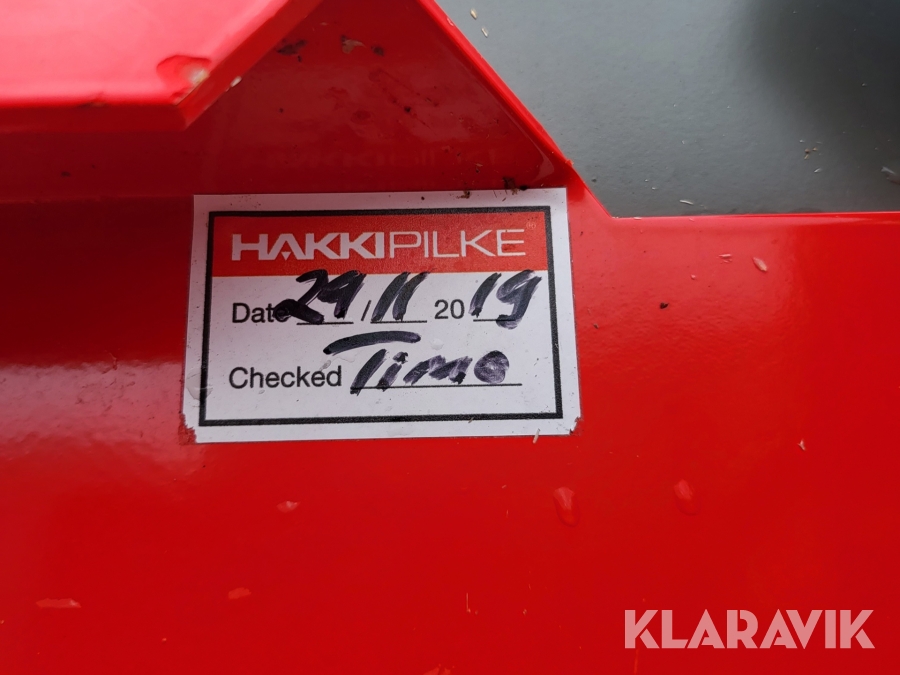 HAKKIPILKE®
Date 29/11 2019
Checked Timo
KLARAVIK